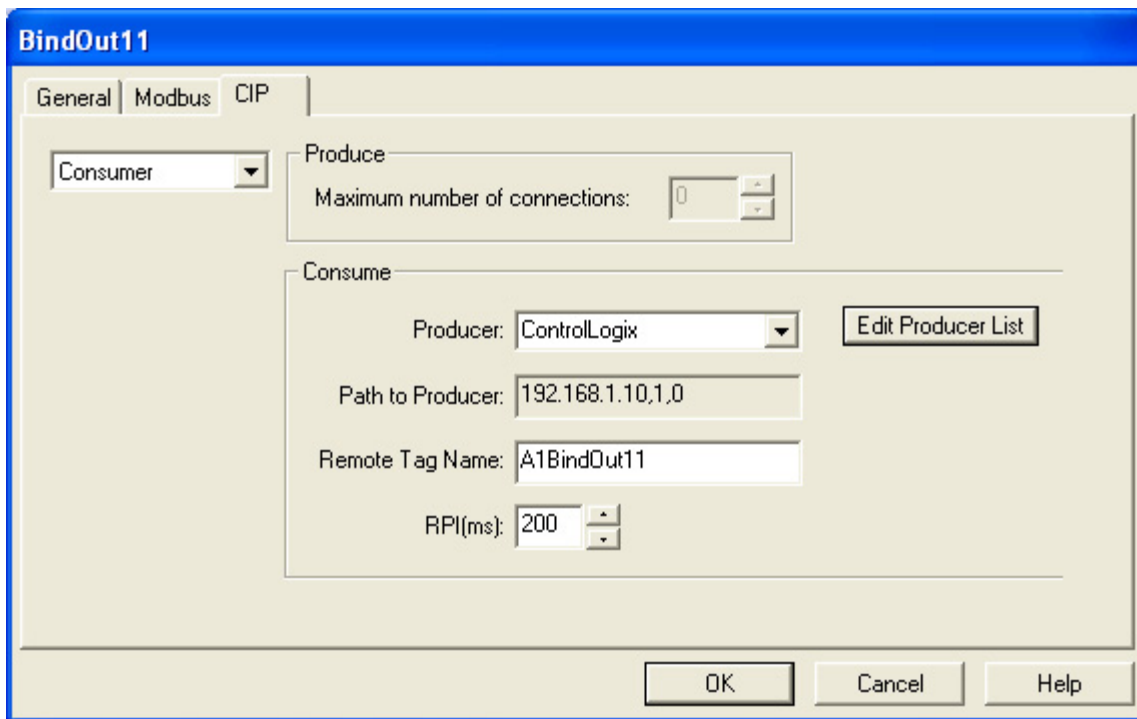 BindOut11
General Modbus CIP
Consumer
Produce
Maximum number of connections: 0
Consume
Producer: ControlLogix Edit Producer List
Path to Producer: 192.168.1.10,1,0
Remote Tag Name: A1BindOut11
RPI(ms): 200
OK Cancel Help